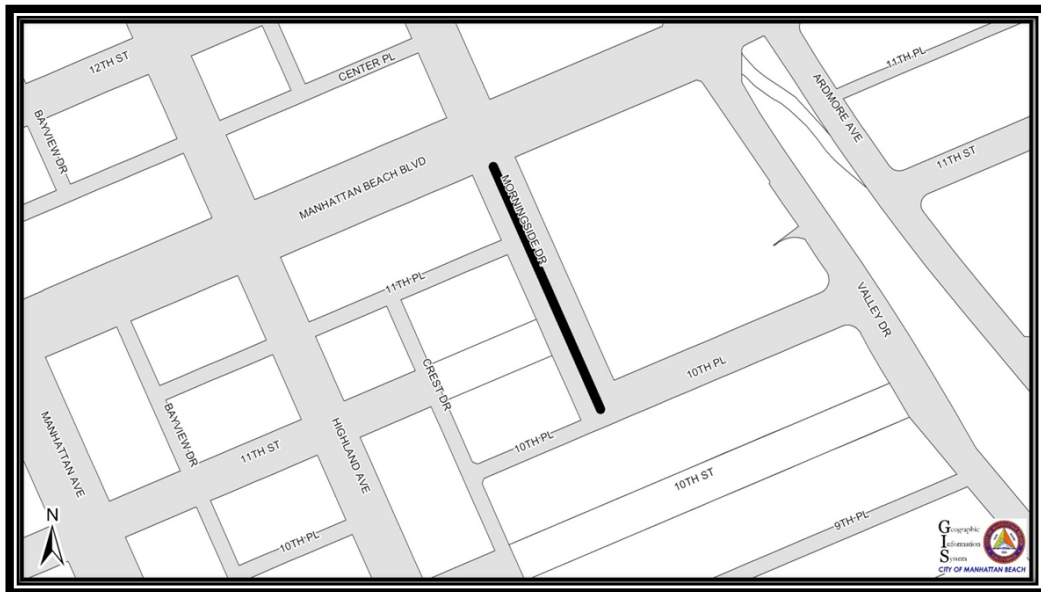 12TH ST
CENTER PL
11TH PL
ARDMORE AVE
BAYVIEW DR
11TH ST
MANHATTAN BEACH BLVD
MORNINGSIDE DR
11TH PL
VALLEY DR
10TH PL
CREST DR
MANHATTAN AVE
BAYVIEW DR
HIGHLAND AVE
10TH PL
11TH ST
10TH ST
9TH PL
10TH PL
N
Geographic
Information
System
CITY OF MANHATTAN BEACH